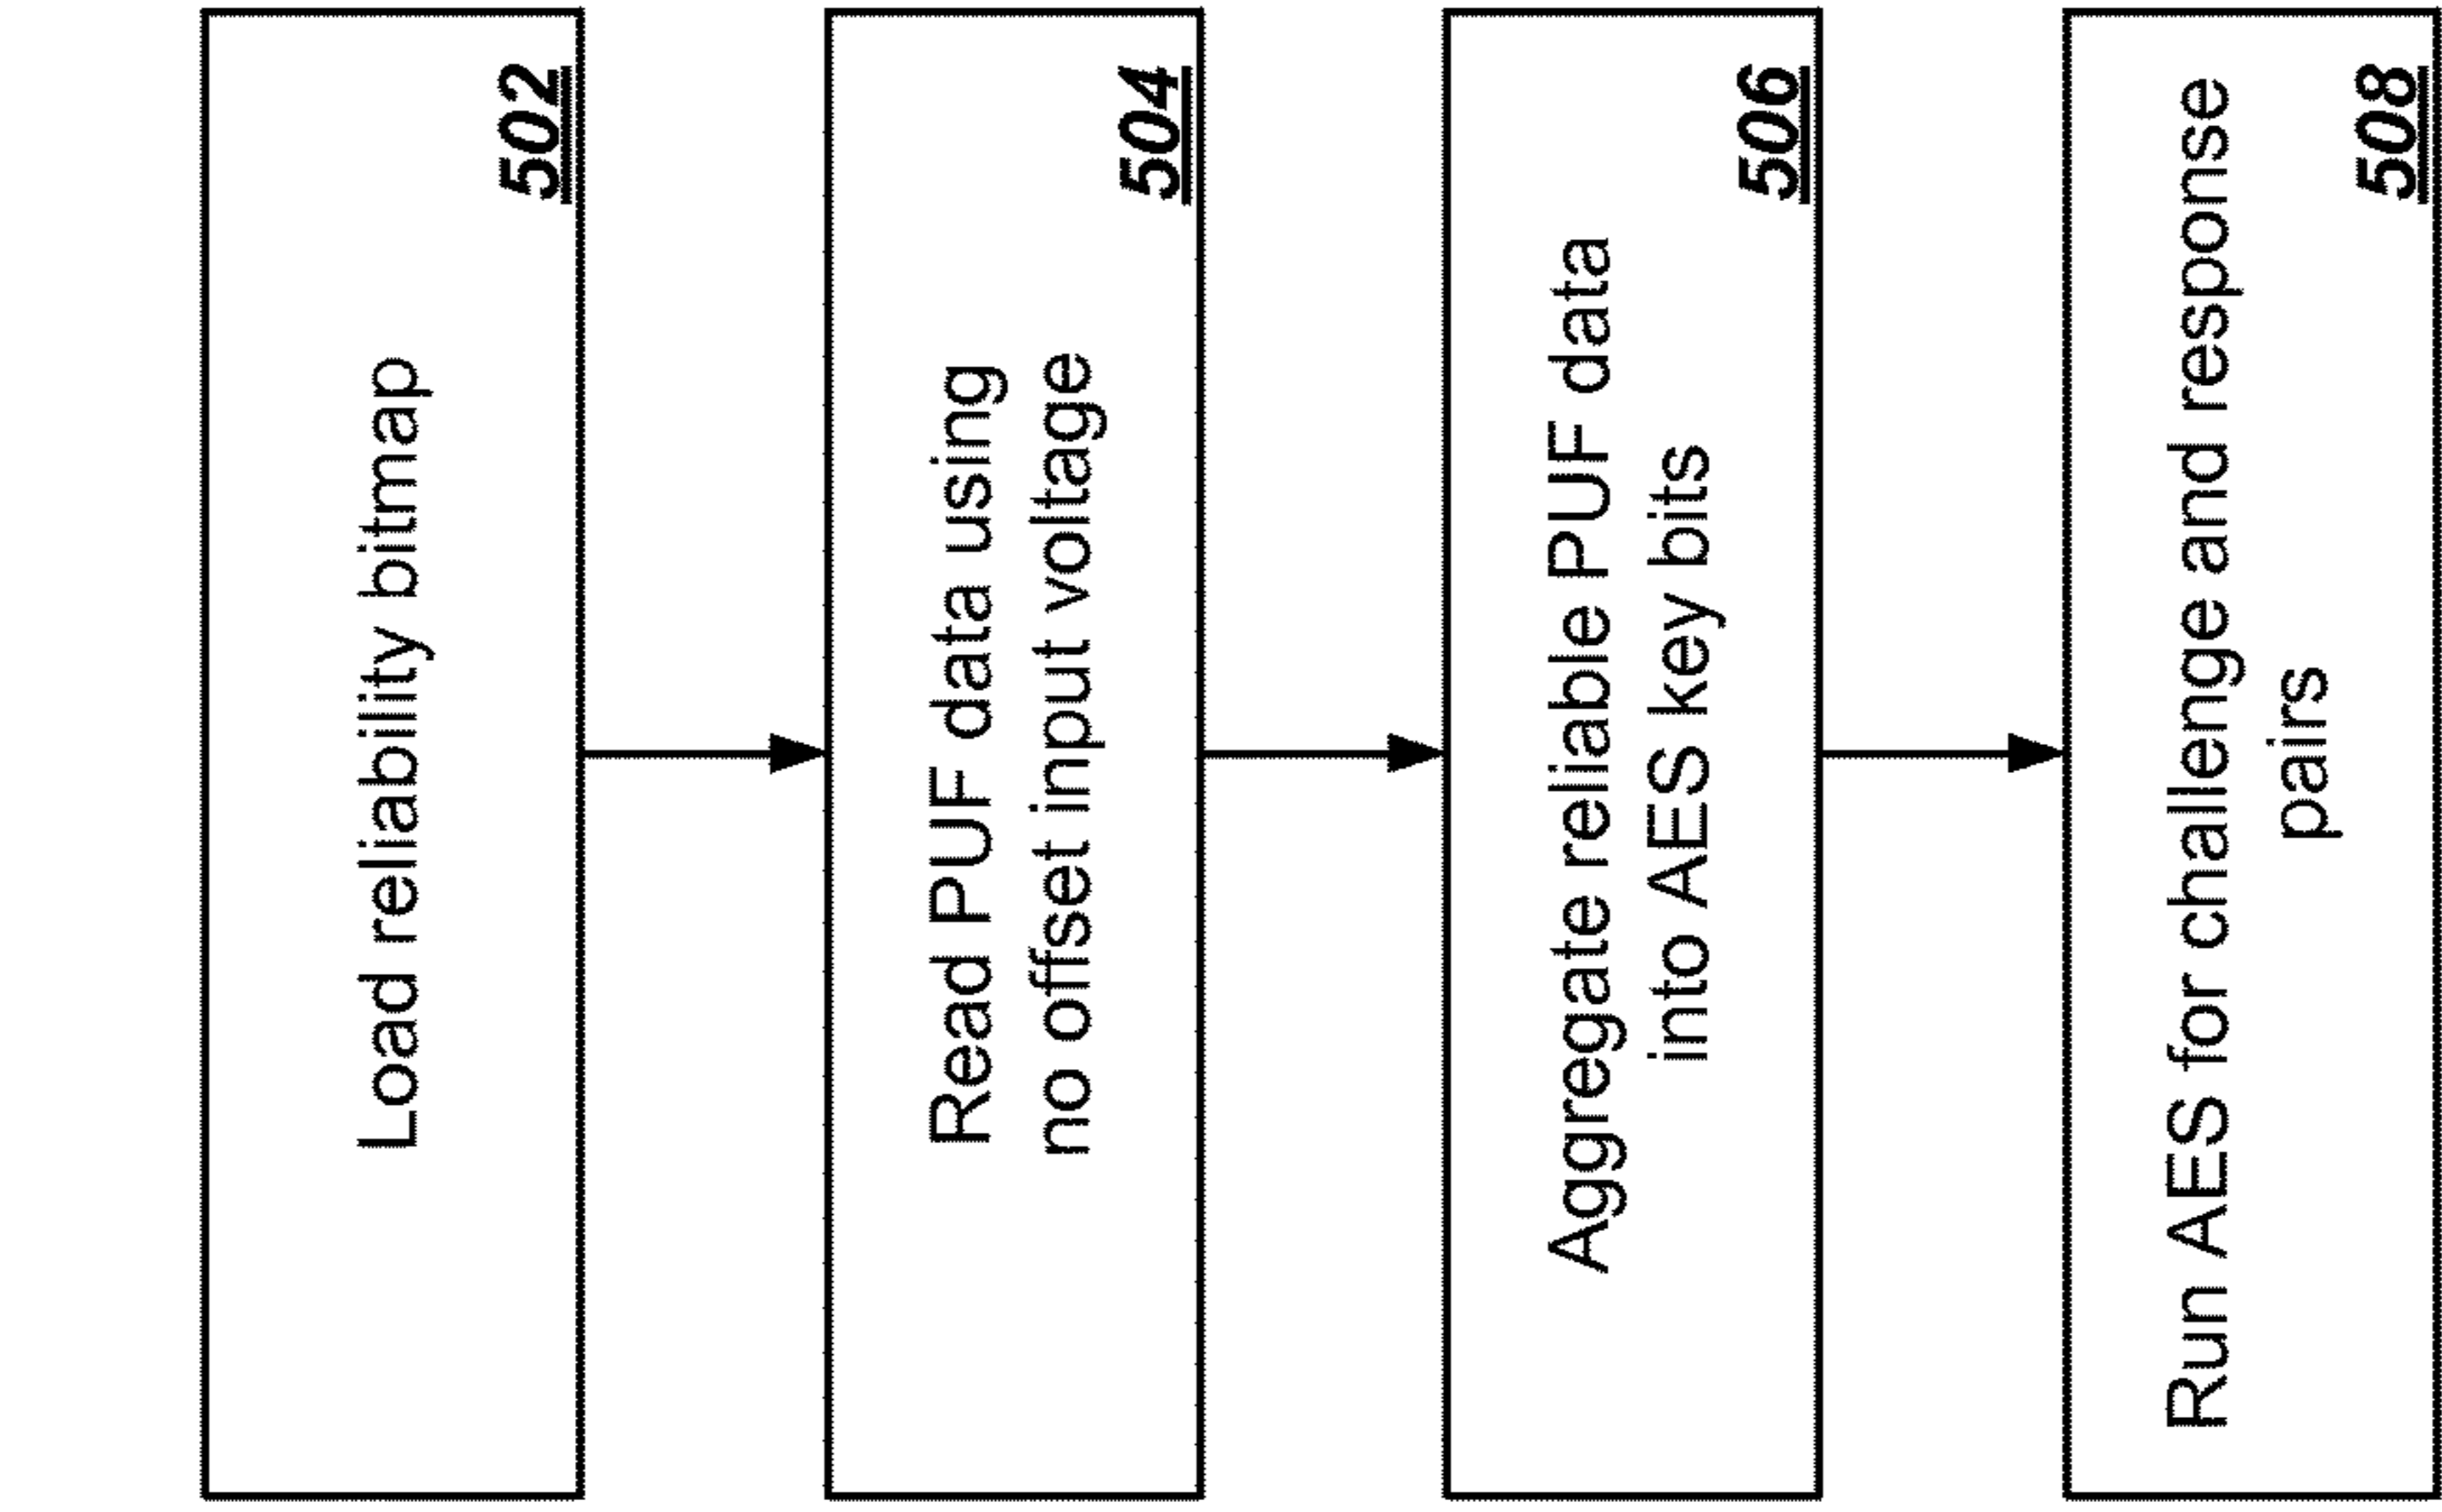 Load reliability bitmap
502
Read PUF data using
no offset input voltage
504
Aggregate reliable PUF data
into AES key bits
506
Run AES for challenge and response
pairs
508